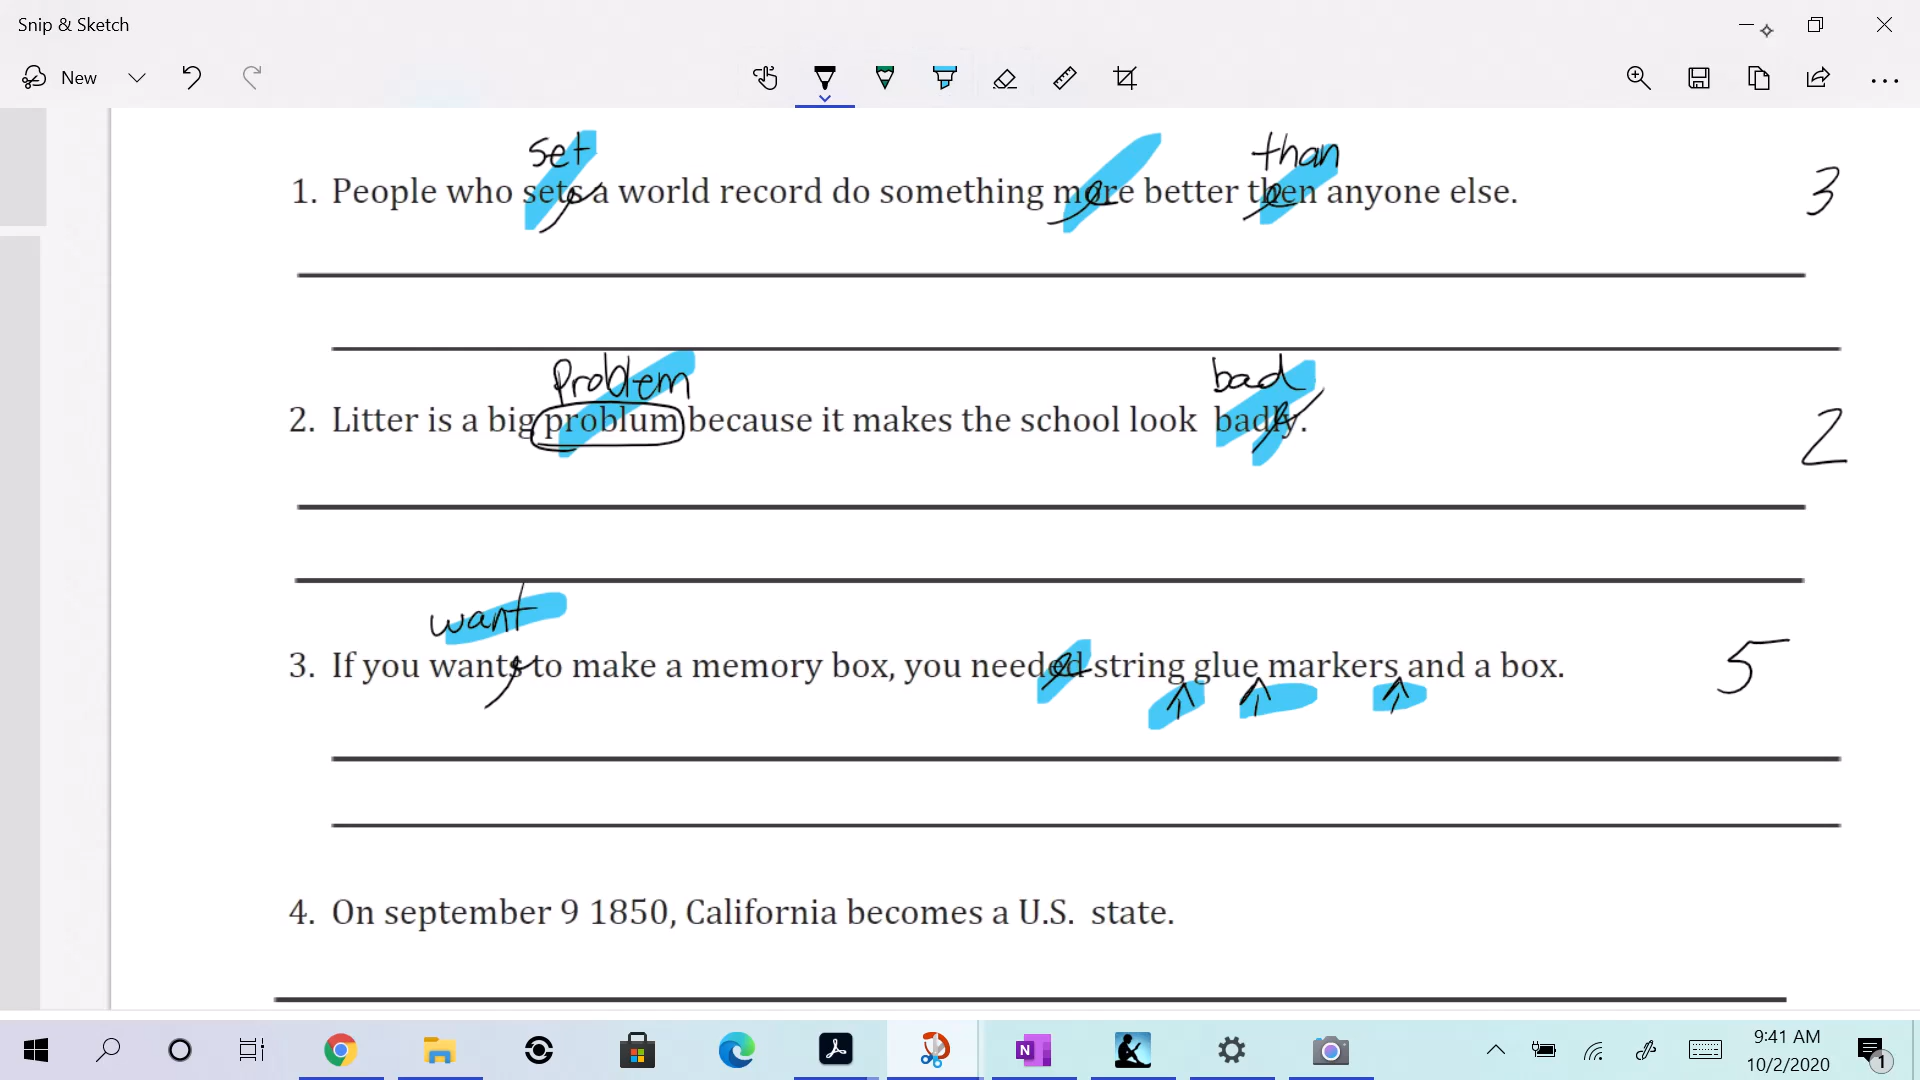 Snip & Sketch
New
set than
1. People who sets a world record do something more better then anyone else. 3
problem bad
2. Litter is a big problum because it makes the school look badly. 2
want
3. If you wants to make a memory box, you needed string glue markers and a box. 5
4. On september 9 1850, California becomes a U.S. state.
9:41 AM
10/2/2020
1